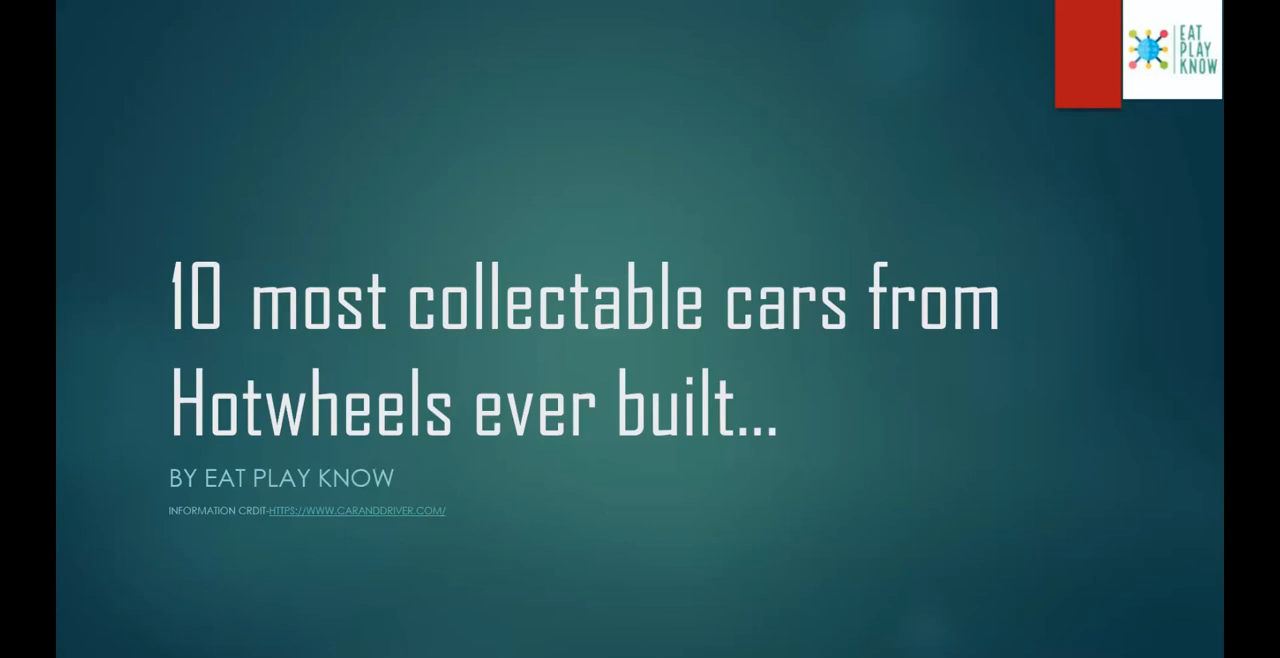 EAT
PLAY
KNOW
10 most collectable cars from
Hotwheels ever built...
BY EAT PLAY KNOW
INFORMATION CRDIT-HTTPS://WWW.CARANDDRIVER.COM/